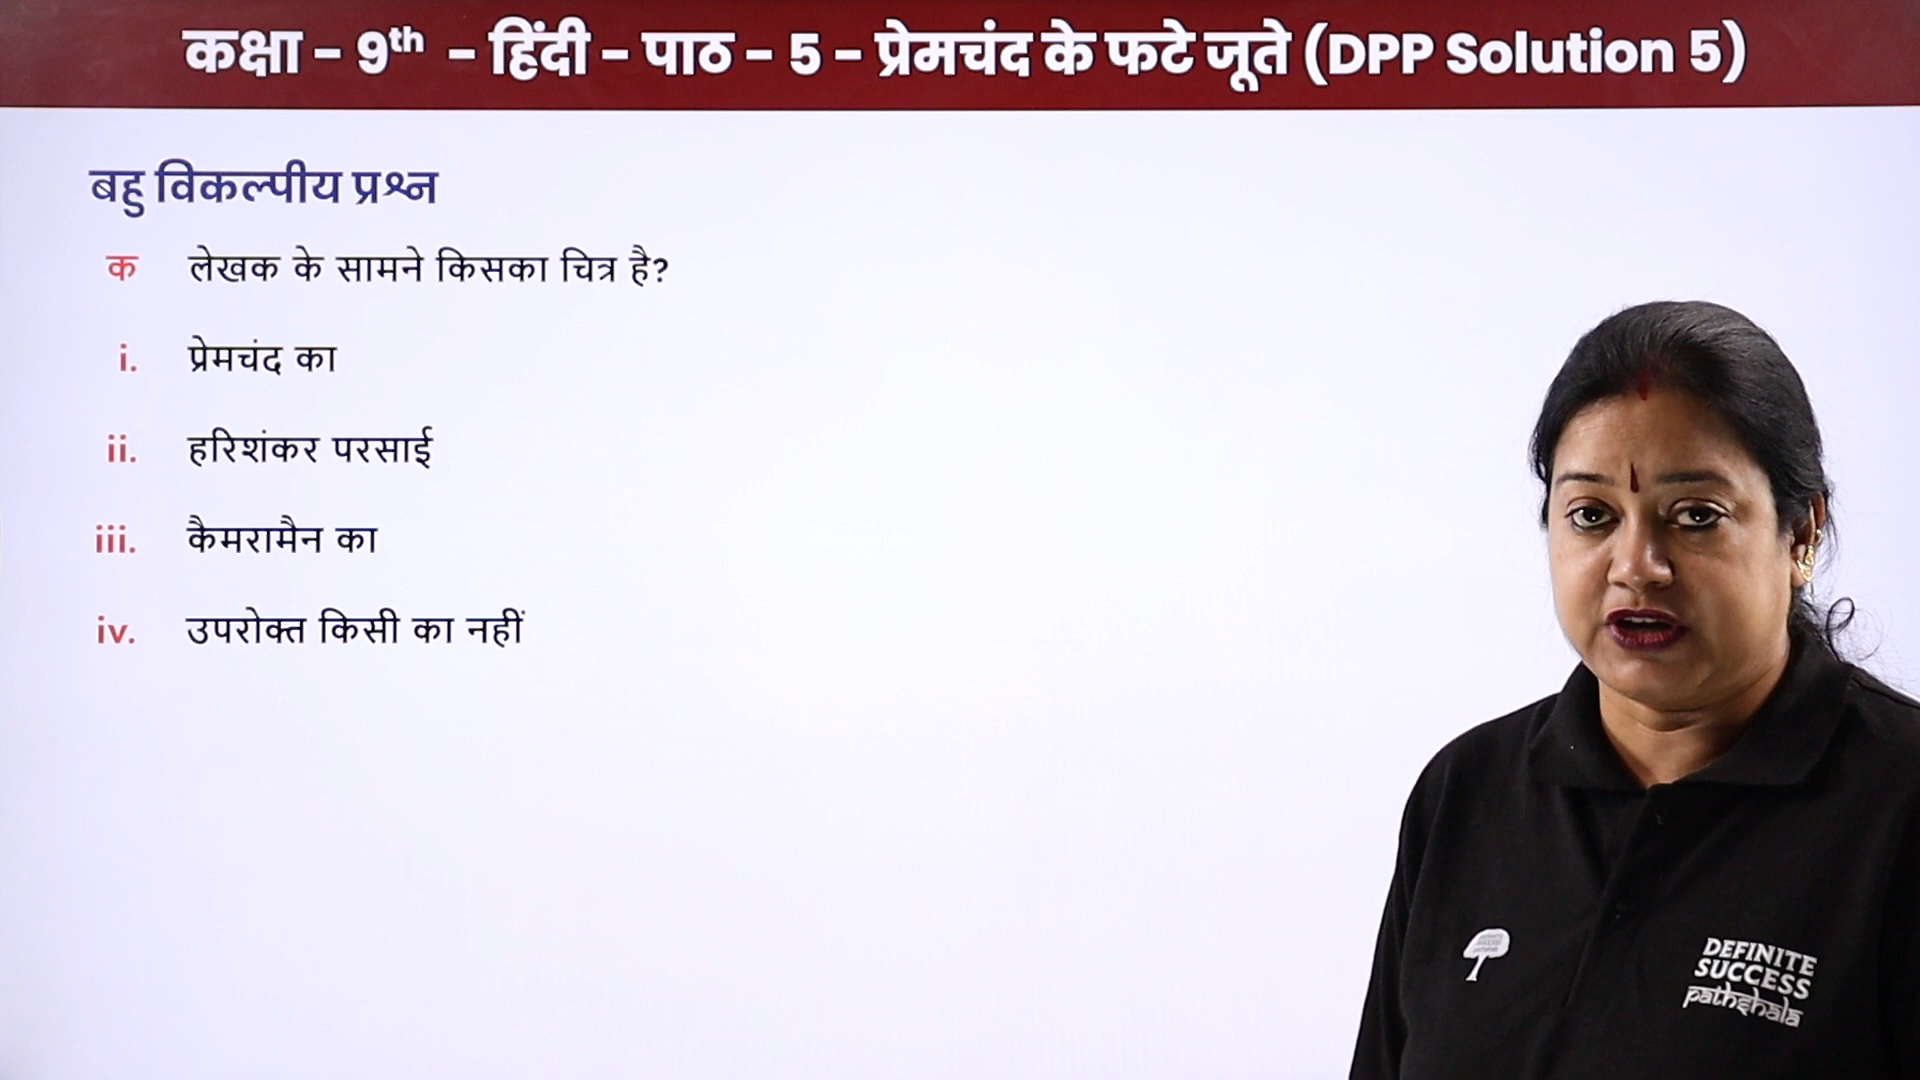 कक्षा - 9th - हिंदी - पाठ - 5 - प्रेमचंद के फटे जूते (DPP Solution 5)
बहु विकल्पीय प्रश्न
क लेखक के सामने किसका चित्र है?
i. प्रेमचंद का
ii. हरिशंकर परसाई
iii. कैमरामैन का
iv. उपरोक्त किसी का नहीं
DEFINITE
SUCCESS
pathshala